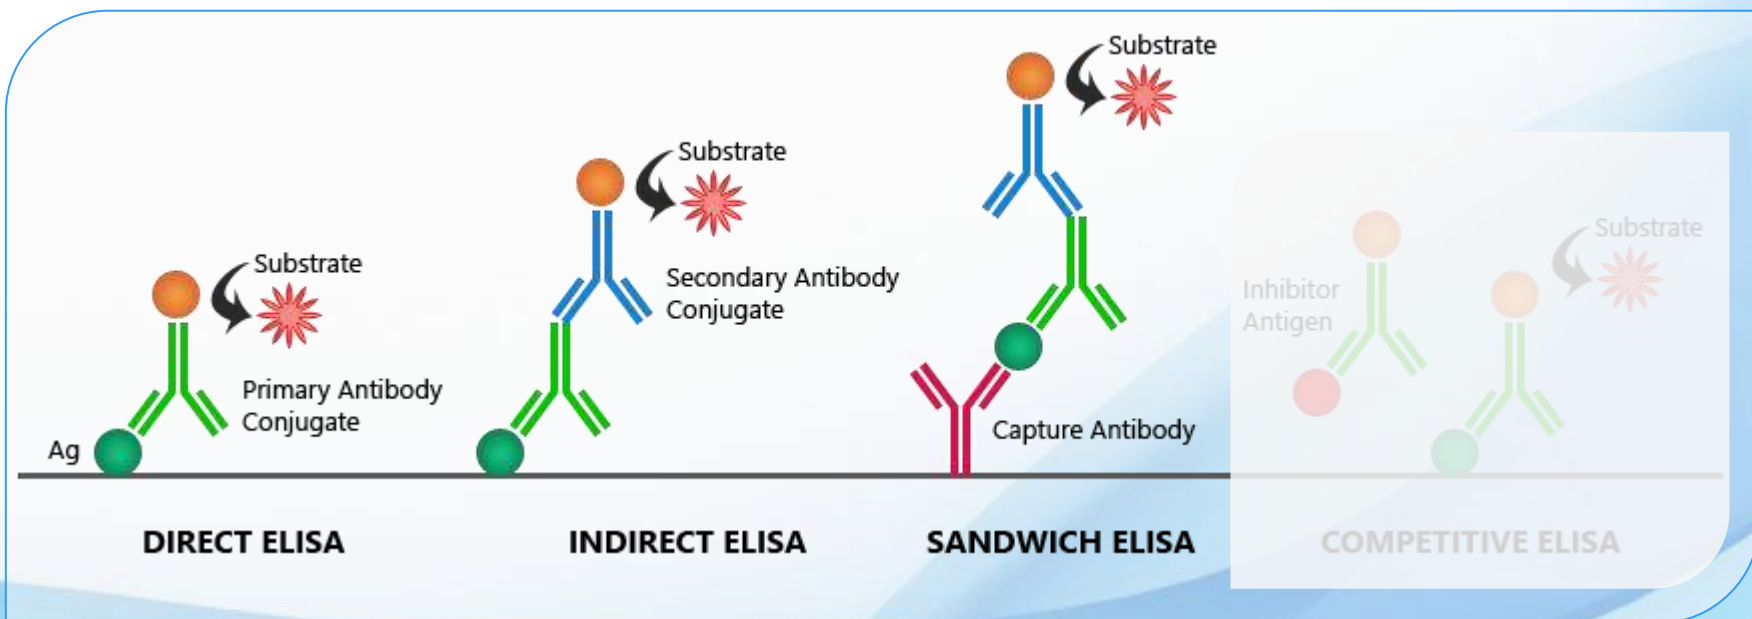 Substrate
Substrate
Substrate
Substrate
Inhibitor
Antigen
Secondary Antibody
Conjugate
Primary Antibody
Conjugate
Capture Antibody
Ag
DIRECT ELISA
INDIRECT ELISA
SANDWICH ELISA
COMPETITIVE ELISA